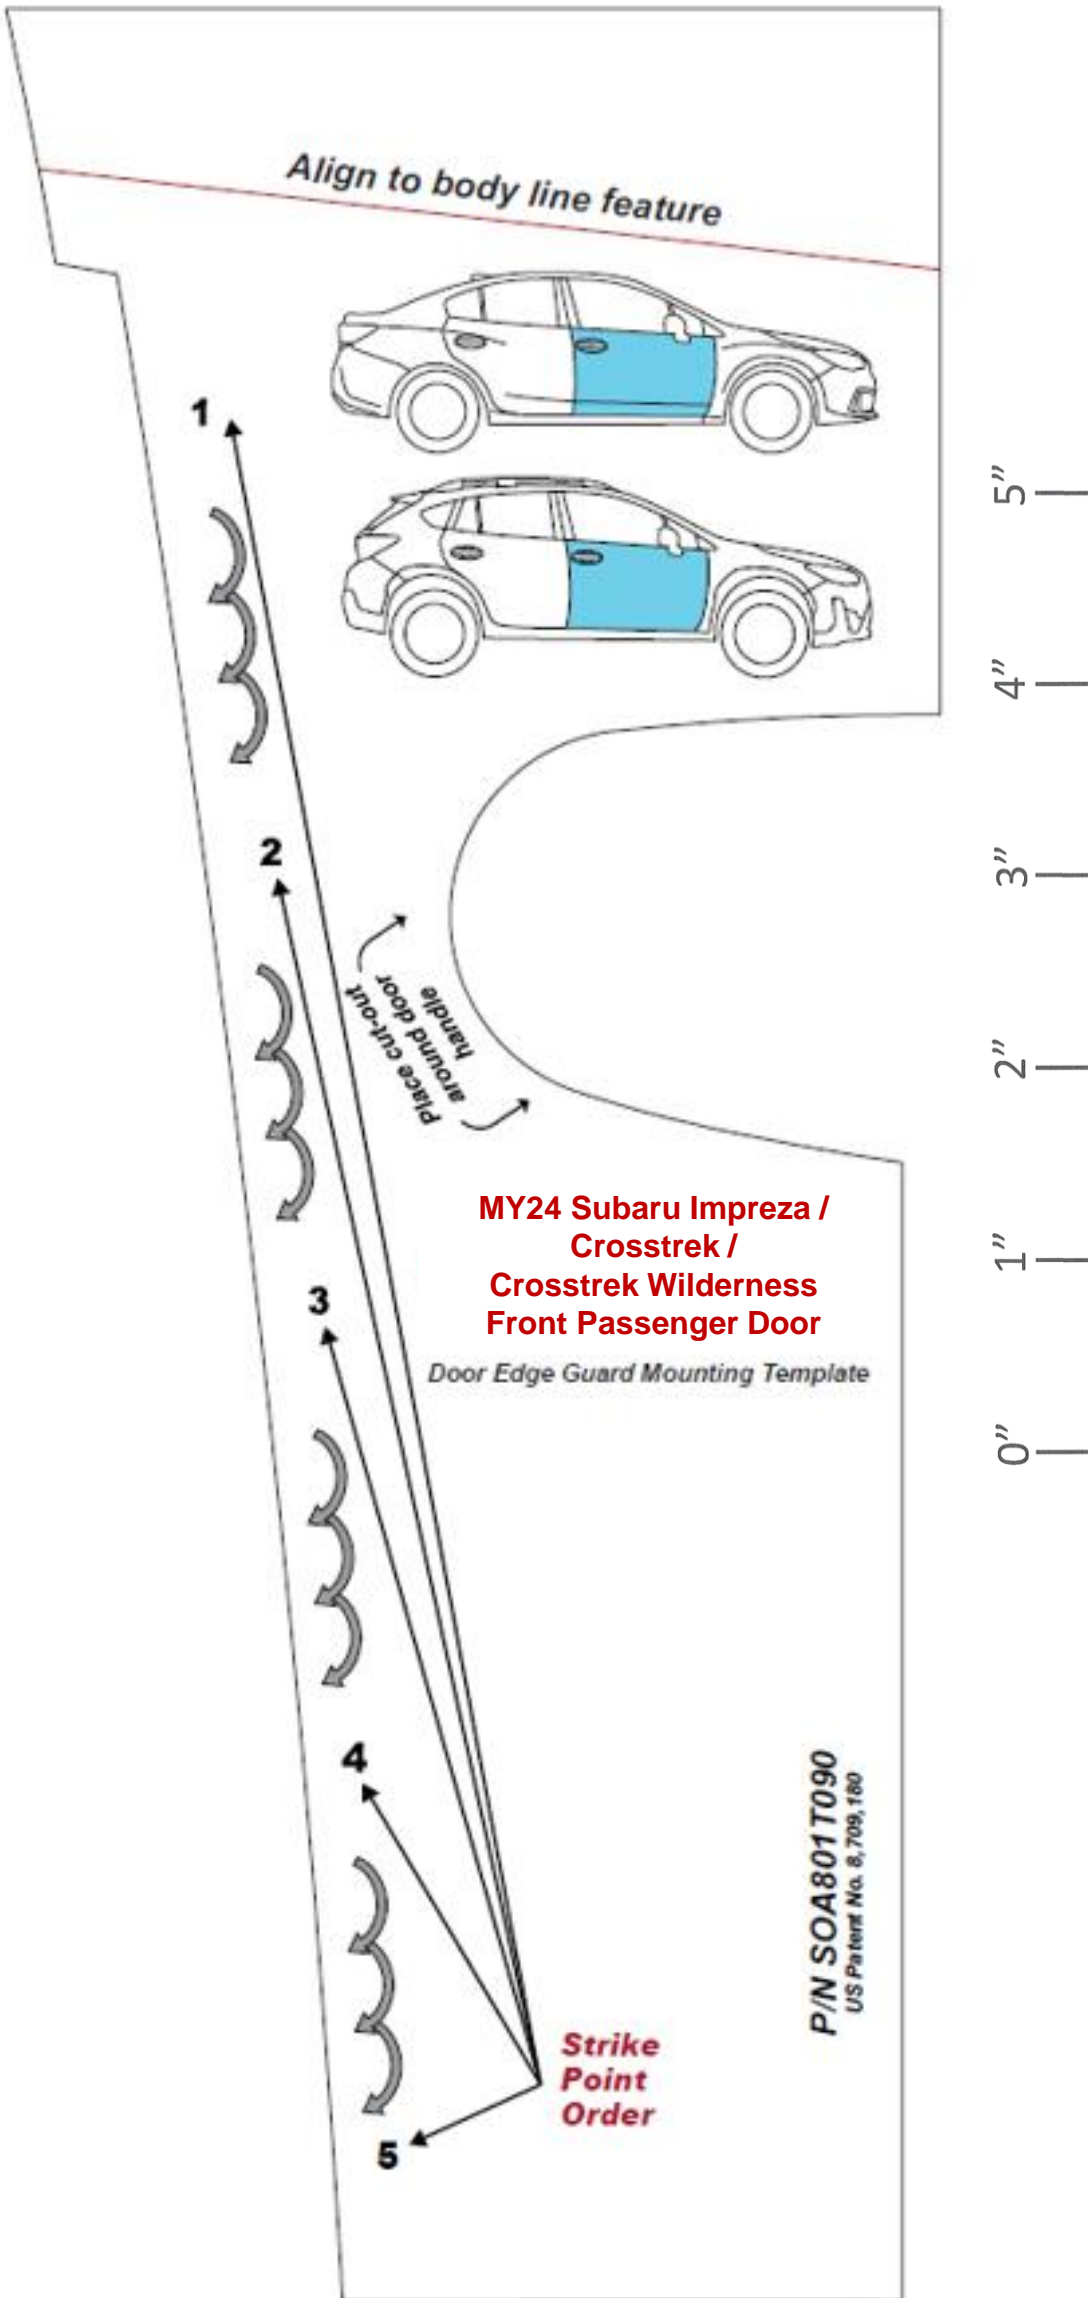 Align to body line feature
1
5”
4”
2
3”
Place cut-out
around door
handle
2”
MY24 Subaru Impreza /
Crosstrek /
Crosstrek Wilderness
Front Passenger Door
1”
3
Door Edge Guard Mounting Template
0”
4
P/N SOA801T090
US Patent No. 8,709,180
Strike
Point
Order
5